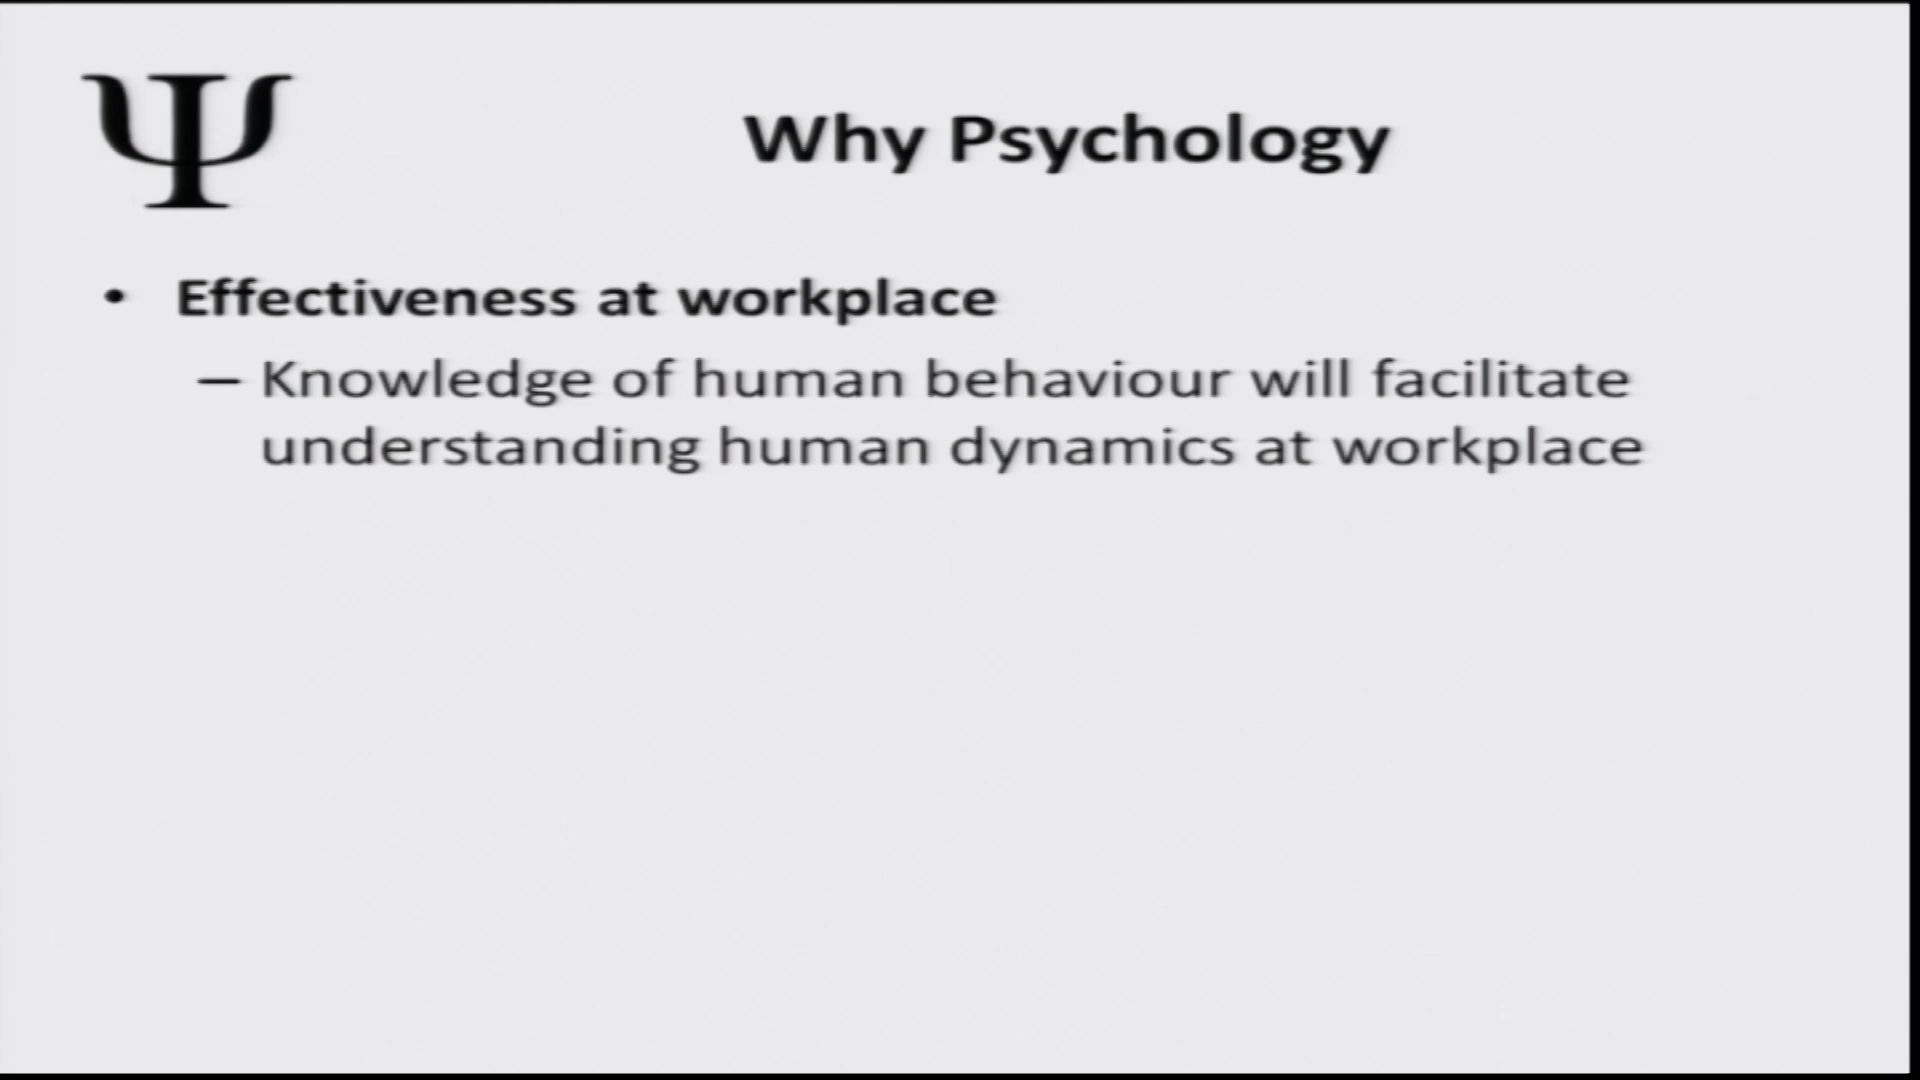 Ψ
Why Psychology
• Effectiveness at workplace
– Knowledge of human behaviour will facilitate
understanding human dynamics at workplace